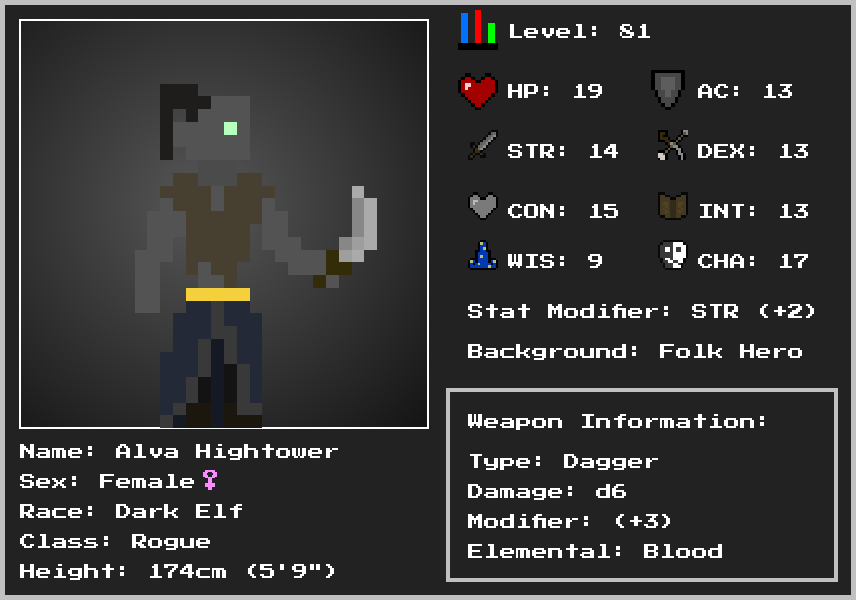 Level: 81
HP: 19 AC: 13
STR: 14 DEX: 13
CON: 15 INT: 13
WIS: 9 CHA: 17
Stat Modifier: STR (+2)
Background: Folk Hero
Weapon Information:
Type: Dagger
Damage: d6
Modifier: (+3)
Elemental: Blood
Name: Alva Hightower
Sex: Female♀
Race: Dark Elf
Class: Rogue
Height: 174cm (5'9")